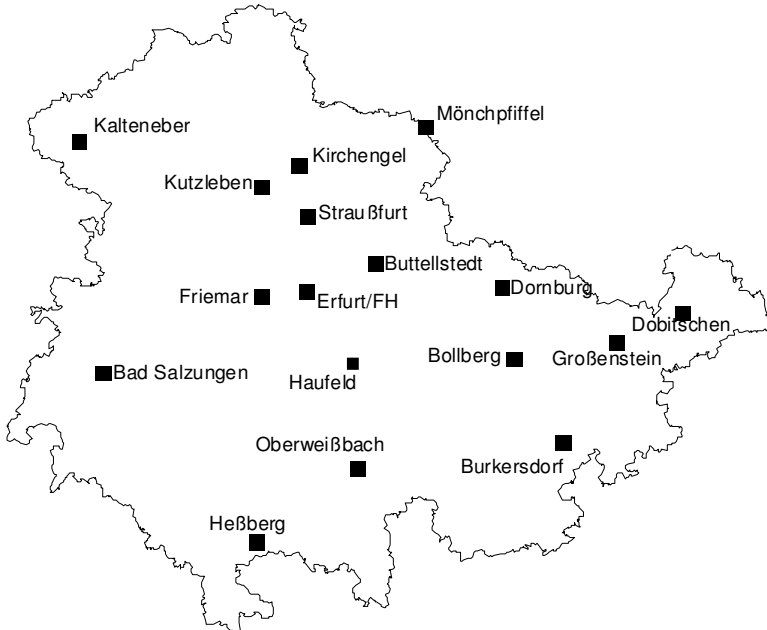 Mönchpfiffel
Kalteneber
Kirchengel
Kutzleben
Straußfurt
Buttellstedt
Dornburg
Friemar
Erfurt/FH
Dobitschen
Bollberg
Großenstein
Bad Salzungen
Haufeld
Oberweißbach
Burkersdorf
Heßberg